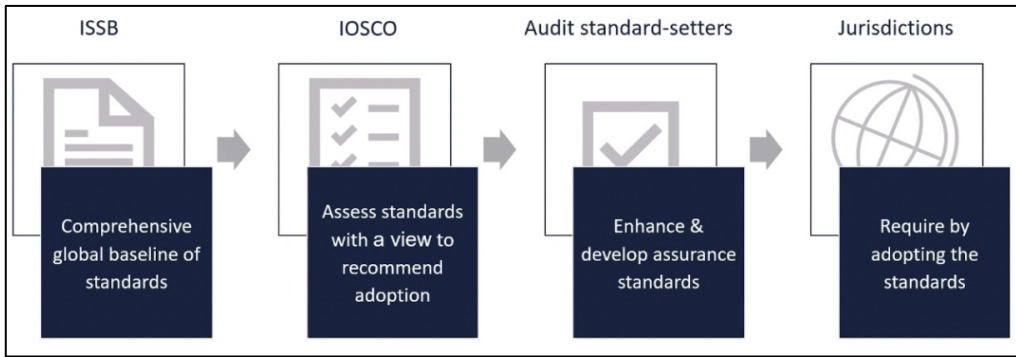 ISSB
IOSCO
Audit standard-setters
Jurisdictions
Comprehensive
global baseline of
standards
Assess standards
with a view to
recommend
adoption
Enhance &
develop assurance
standards
Require by
adopting the
standards